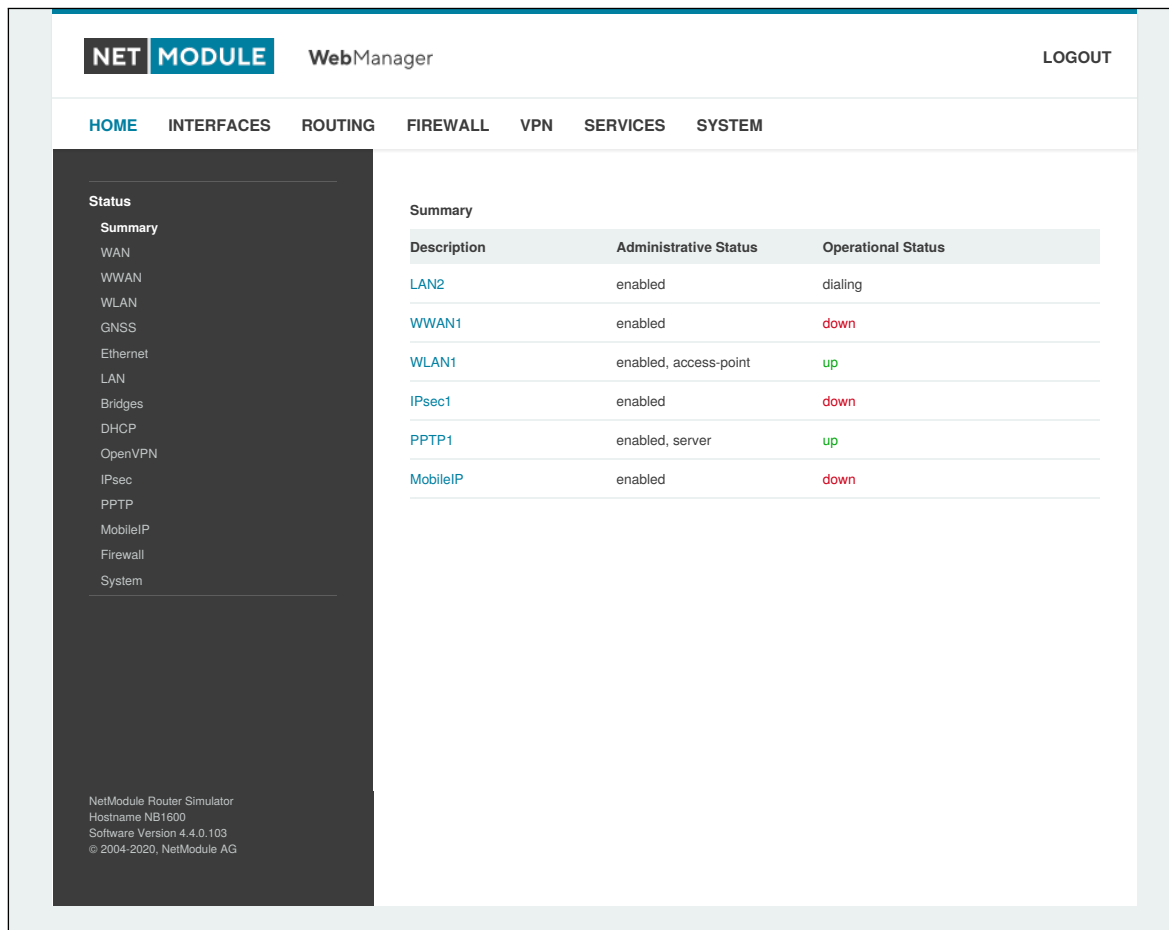 NET MODULE WebManager LOGOUT
HOME INTERFACES ROUTING FIREWALL VPN SERVICES SYSTEM
Status
Summary
WAN
WWAN
WLAN
GNSS
Ethernet
LAN
Bridges
DHCP
OpenVPN
IPsec
PPTP
MobileIP
Firewall
System
NetModule Router Simulator
Hostname NB1600
Software Version 4.4.0.103
© 2004-2020, NetModule AG
Summary
Description Administrative Status Operational Status
LAN2 enabled dialing
WWAN1 enabled down
WLAN1 enabled, access-point up
IPsec1 enabled down
PPTP1 enabled, server up
MobileIP enabled down